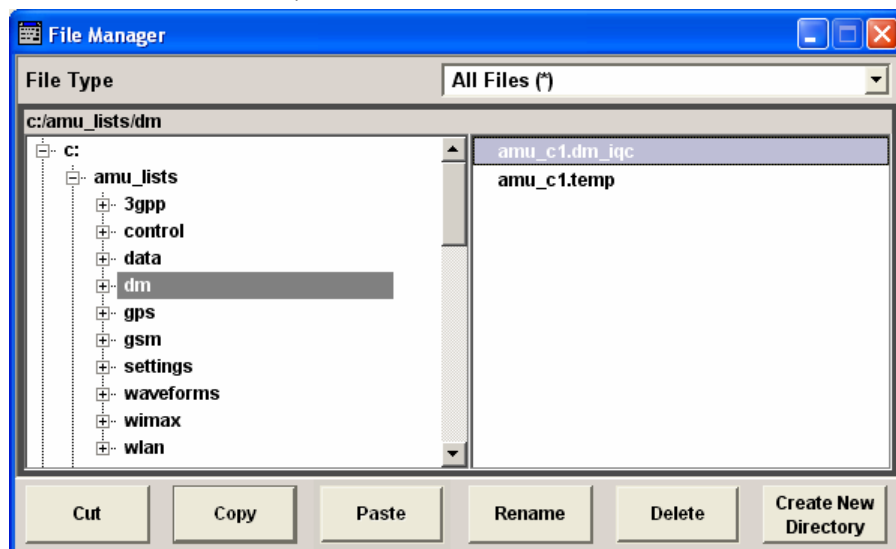 File Manager
File Type
All Files (*)
c:/amu_lists/dm
c:
amu_lists
3gpp
control
data
dm
gps
gsm
settings
waveforms
wimax
wlan
amu_c1.dm_iqc
amu_c1.temp
Cut
Copy
Paste
Rename
Delete
Create New
Directory